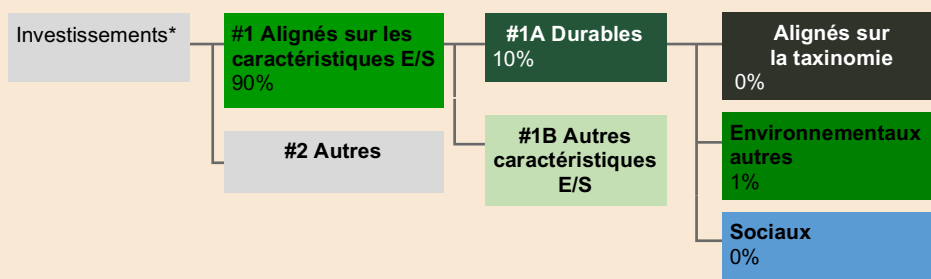 Investissements*
#1 Alignés sur les
caractéristiques E/S
90%
#2 Autres
#1A Durables
10%
#1B Autres
caractéristiques
E/S
Alignés sur
la taxinomie
0%
Environnementaux
autres
1%
Sociaux
0%